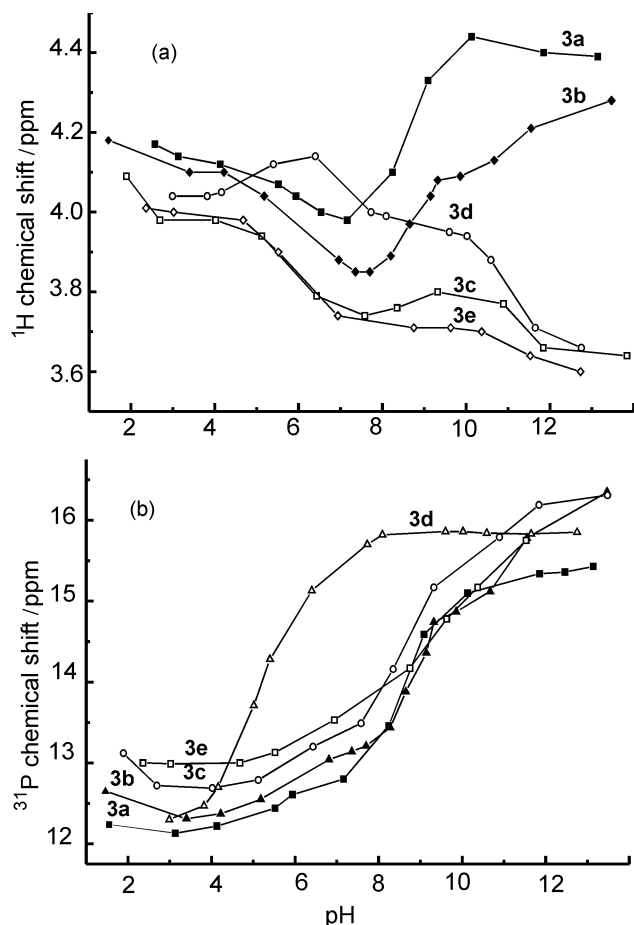 (a)
3a
3b
3d
3c
3e
4.4
4.2
4.0
3.8
3.6
¹H chemical shift / ppm
2 4 6 8 10 12
(b)
3d
3e
3c
3b
3a
16
15
14
13
12
³¹P chemical shift / ppm
2 4 6 8 10 12
pH